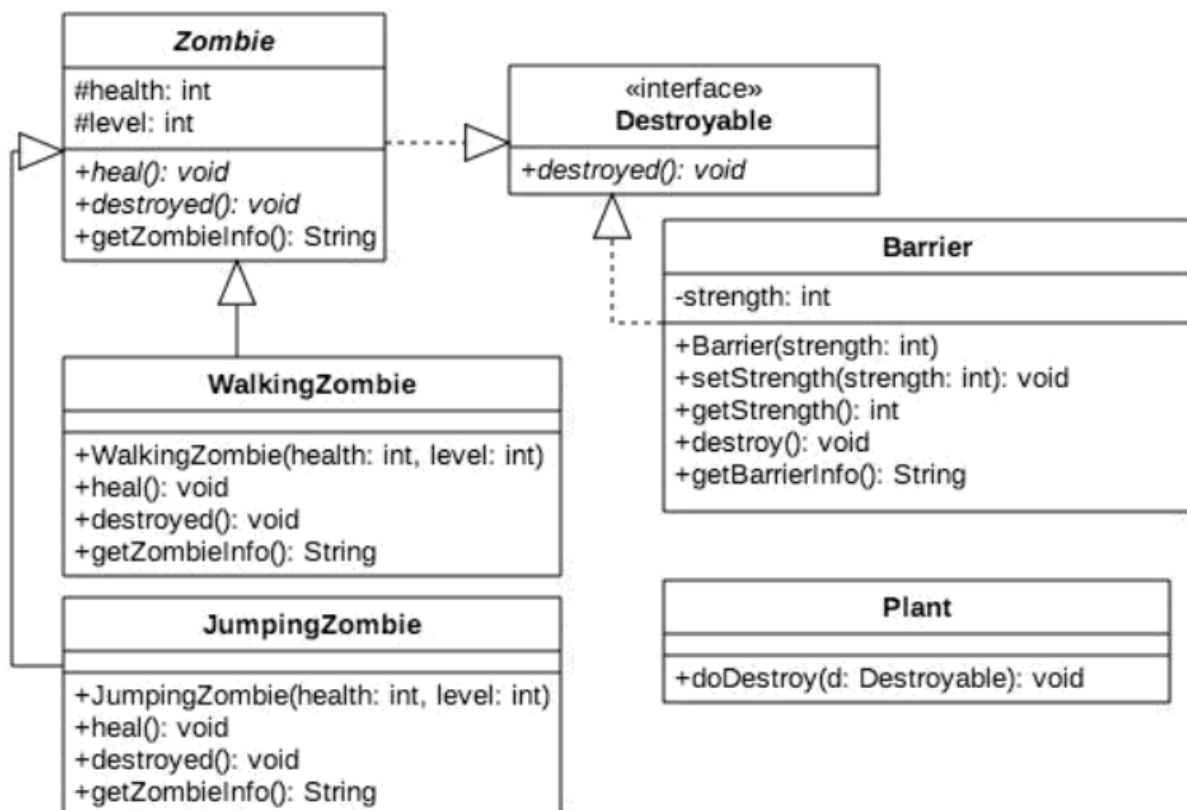 Zombie
#health: int
#level: int
+heal(): void
+destroyed(): void
+getZombieInfo(): String
«interface»
Destroyable
+destroyed(): void
Barrier
-strength: int
+Barrier(strength: int)
+setStrength(strength: int): void
+getStrength(): int
+destroy(): void
+getBarrierInfo(): String
WalkingZombie
+WalkingZombie(health: int, level: int)
+heal(): void
+destroyed(): void
+getZombieInfo(): String
JumpingZombie
+JumpingZombie(health: int, level: int)
+heal(): void
+destroyed(): void
+getZombieInfo(): String
Plant
+doDestroy(d: Destroyable): void